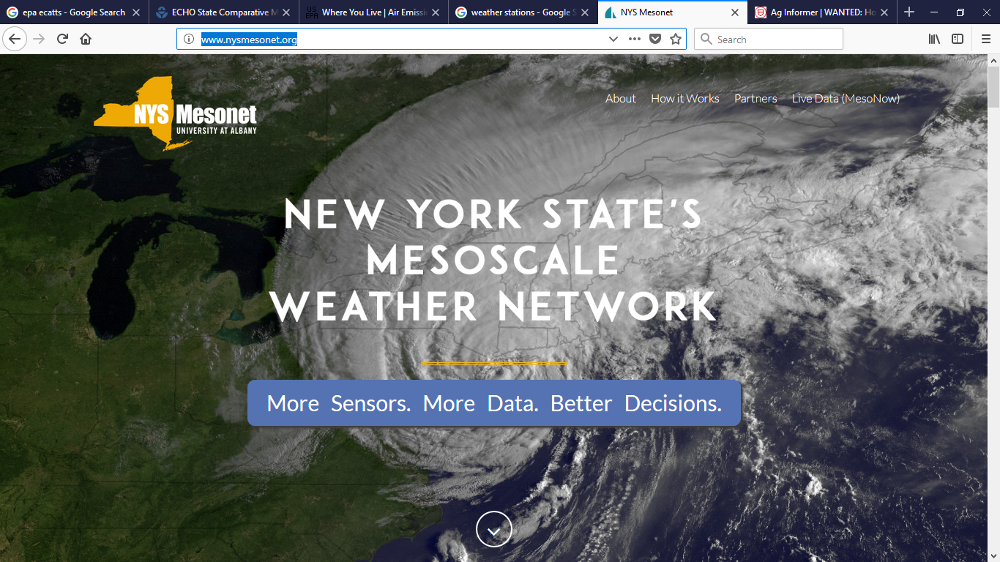 epa ecatts - Google Search
ECHO State Comparative M
US EPA
Where You Live | Air Emissi
weather stations - Google S
NYS Mesonet
Ag Informer | WANTED: Ho
www.nysmesonet.org
Search
NYS Mesonet
UNIVERSITY AT ALBANY
About
How it Works
Partners
Live Data (MesoNow)
NEW YORK STATE'S
MESOSCALE
WEATHER NETWORK
More Sensors. More Data. Better Decisions.